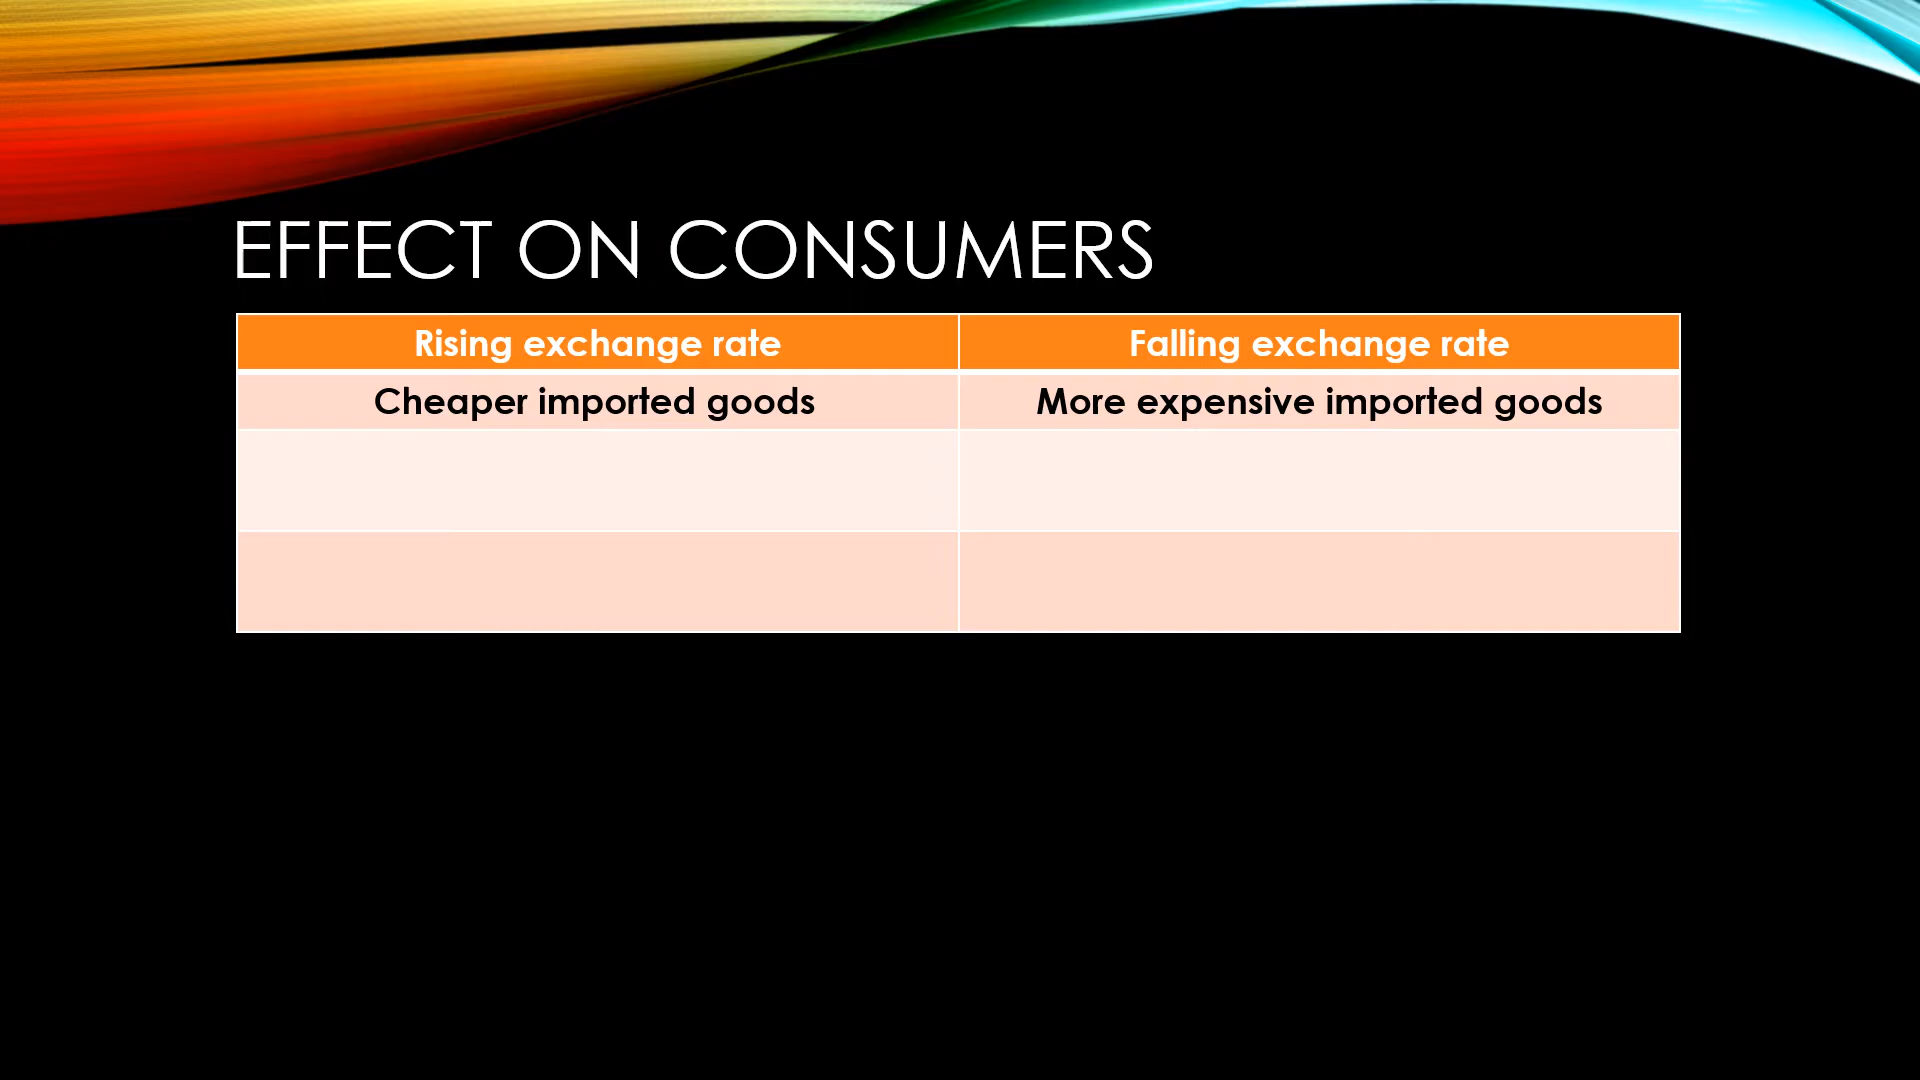 EFFECT ON CONSUMERS
Rising exchange rate
Falling exchange rate
Cheaper imported goods
More expensive imported goods